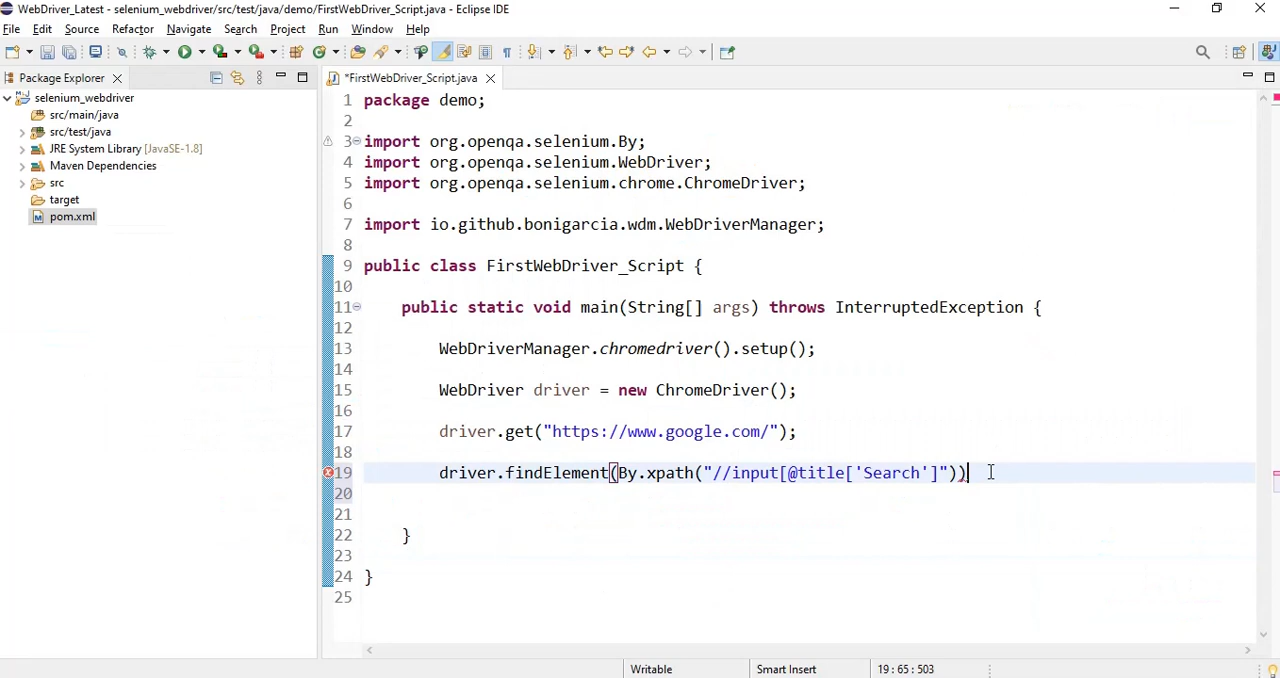 WebDriver_Latest - selenium_webdriver/src/test/java/demo/FirstWebDriver_Script.java - Eclipse IDE
File Edit Source Refactor Navigate Search Project Run Window Help
Package Explorer
*FirstWebDriver_Script.java
selenium_webdriver
src/main/java
src/test/java
JRE System Library [JavaSE-1.8]
Maven Dependencies
src
target
pom.xml
1 package demo;
2
3 import org.openqa.selenium.By;
4 import org.openqa.selenium.WebDriver;
5 import org.openqa.selenium.chrome.ChromeDriver;
6
7 import io.github.bonigarcia.wdm.WebDriverManager;
8
9 public class FirstWebDriver_Script {
10
11 public static void main(String[] args) throws InterruptedException {
12
13 WebDriverManager.chromedriver().setup();
14
15 WebDriver driver = new ChromeDriver();
16
17 driver.get("https://www.google.com/");
18
19 driver.findElement(By.xpath("//input[@title['Search']"))
20
21
22 }
23
24 }
25
Writable Smart Insert 19 : 65 : 503